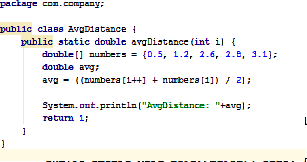 package com.company;
public class AvgDistance {
public static double avgDistance(int i) {
double[] numbers = {0.5, 1.2, 2.6, 2.8, 3.1};
double avg;
avg = ((numbers[i++] + numbers[i]) / 2);
System.out.println("AvgDistance: "+avg);
return 1;
}
}